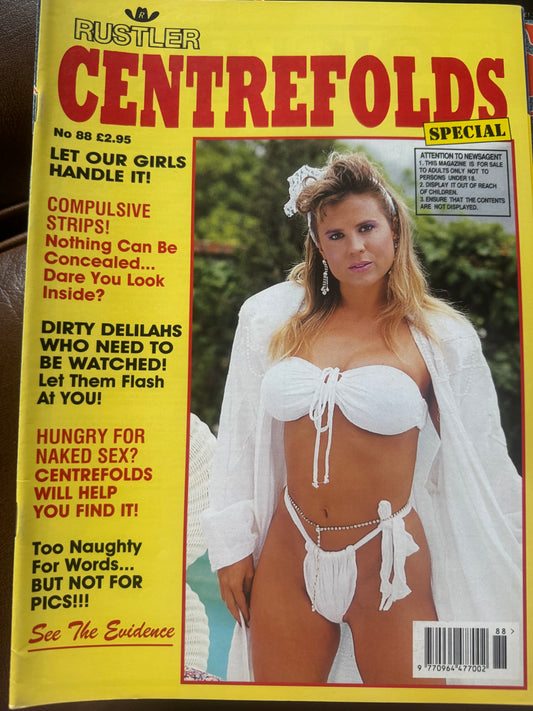 R
RUSTLER
CENTREFOLDS
SPECIAL
No 88 £2.95
LET OUR GIRLS
HANDLE IT!
COMPULSIVE
STRIPS!
Nothing Can Be
Concealed...
Dare You Look
Inside?
DIRTY DELILAHS
WHO NEED TO
BE WATCHED!
Let Them Flash
At YOU!
HUNGRY FOR
NAKED SEX?
CENTREFOLDS
WILL HELP
YOU FIND IT!
Too Naughty
For Words...
BUT NOT FOR
PICS!!!
See The Evidence
ATTENTION TO NEWSAGENT
1. THIS MAGAZINE IS FOR SALE
TO ADULTS ONLY NOT TO
PERSONS UNDER 18.
2. DISPLAY IT OUT OF REACH
OF CHILDREN.
3. ENSURE THAT THE CONTENTS
ARE NOT DISPLAYED.
88 >
9 770964 477002